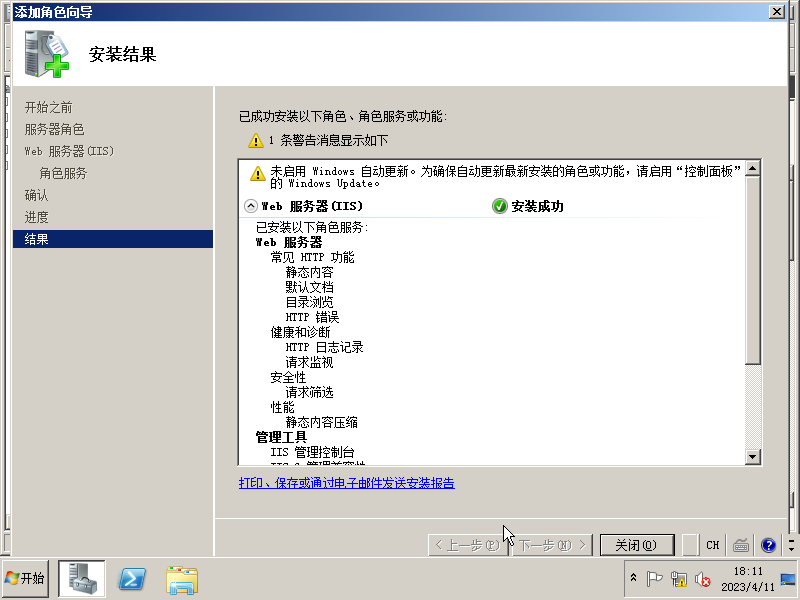 添加角色向导
安装结果
开始之前
服务器角色
Web 服务器(IIS)
角色服务
确认
进度
结果
已成功安装以下角色、角色服务或功能:
1 条警告消息显示如下
未启用 Windows 自动更新。为确保自动更新最新安装的角色或功能，请启用“控制面板”
的 Windows Update。
Web 服务器(IIS)
安装成功
已安装以下角色服务:
Web 服务器
常见 HTTP 功能
静态内容
默认文档
目录浏览
HTTP 错误
健康和诊断
HTTP 日志记录
请求监视
安全性
请求筛选
性能
静态内容压缩
管理工具
IIS 管理控制台
IIS 6 管理兼容性
打印、保存或通过电子邮件发送安装报告
< 上一步(P)
下一步(N) >
关闭(O)
CH
开始
18:11
2023/4/11